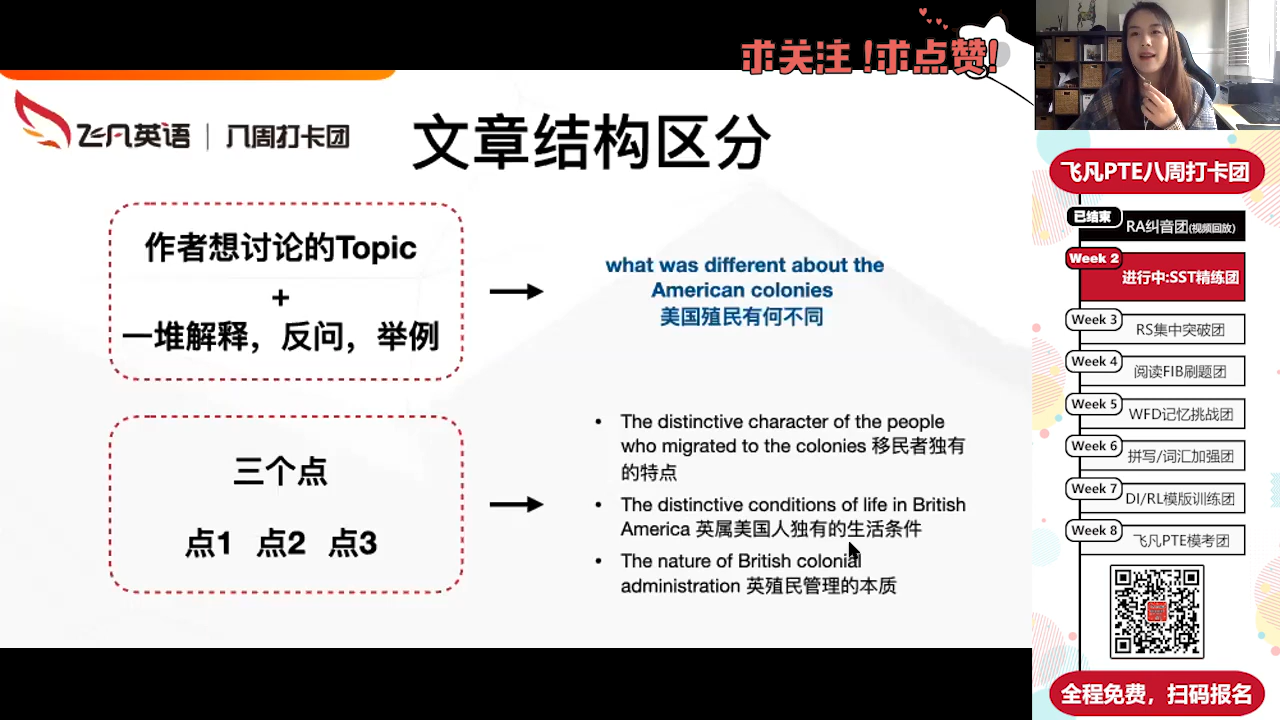 求关注！求点赞！
飞凡英语｜八周打卡团
文章结构区分
作者想讨论的Topic
+
一堆解释，反问，举例
what was different about the
American colonies
美国殖民有何不同
三个点
点1 点2 点3
• The distinctive character of the people
who migrated to the colonies 移民者独有
的特点
• The distinctive conditions of life in British
America 英属美国人独有的生活条件
• The nature of British colonial
administration 英殖民管理的本质
飞凡PTE八周打卡团
已结束
RA纠音团(视频回放)
Week 2
进行中:SST精练团
Week 3
RS集中突破团
Week 4
阅读FIB刷题团
Week 5
WFD记忆挑战团
Week 6
拼写/词汇加强团
Week 7
DI/RL模版训练团
Week 8
飞凡PTE模考团
全程免费，扫码报名